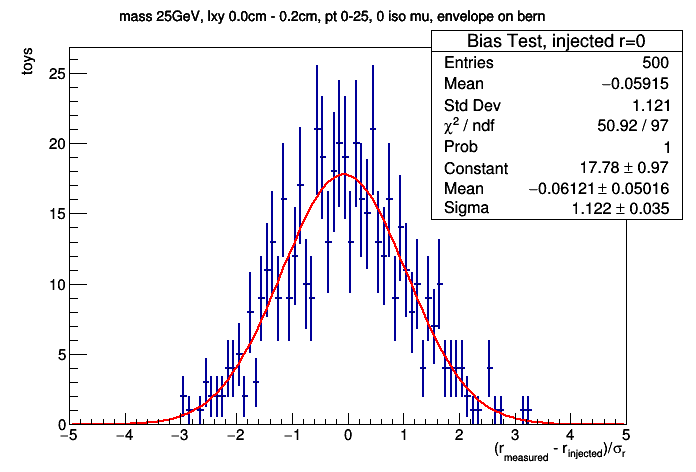 mass 25GeV, lxy 0.0cm - 0.2cm, pt 0-25, 0 iso mu, envelope on bern
Bias Test, injected r=0
Entries 500
Mean −0.05915
Std Dev 1.121
χ² / ndf 50.92 / 97
Prob 1
Constant 17.78 ± 0.97
Mean −0.06121 ± 0.05016
Sigma 1.122 ± 0.035
toys
25
20
15
10
5
0
−5 −4 −3 −2 −1 0 1 2 3 4 5
(r_measured - r_injected)/σ_r